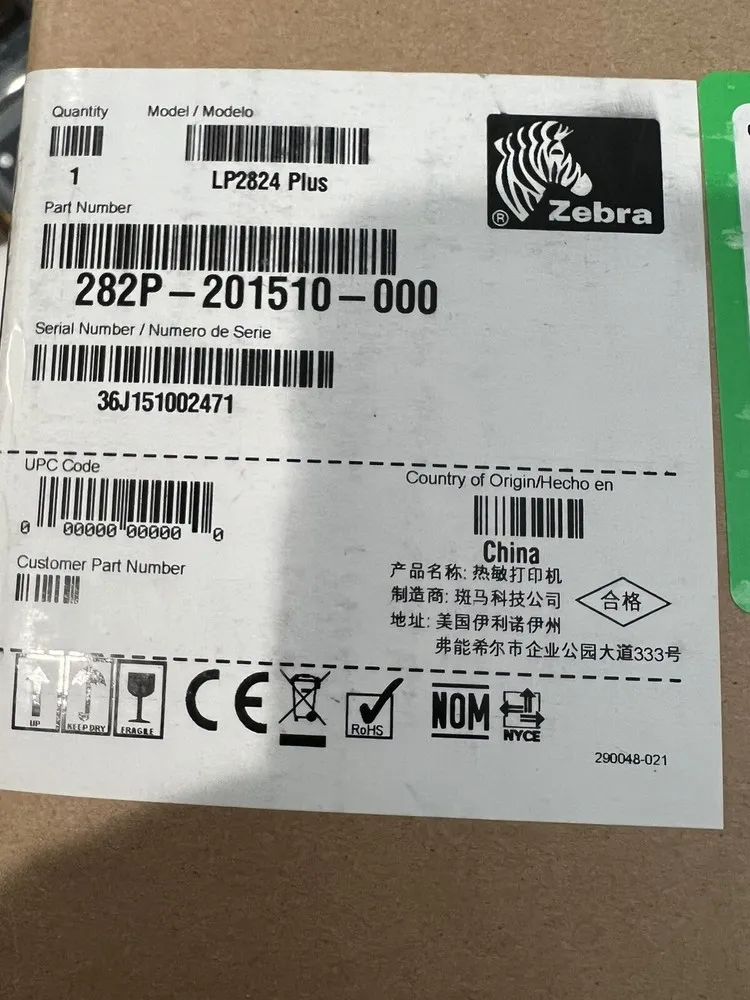 Quantity
1
Model / Modelo
LP2824 Plus
® Zebra
Part Number
282P-201510-000
Serial Number / Numero de Serie
36J151002471
UPC Code
0 00000 00000 0
Customer Part Number
Country of Origin/Hecho en
China
产品名称: 热敏打印机
制造商: 斑马科技公司
地址: 美国伊利诺伊州
弗能希尔市企业公园大道333号
合格
UP
KEEP DRY
FRAGILE
CE
RoHS
NOM
NYCE
290048-021